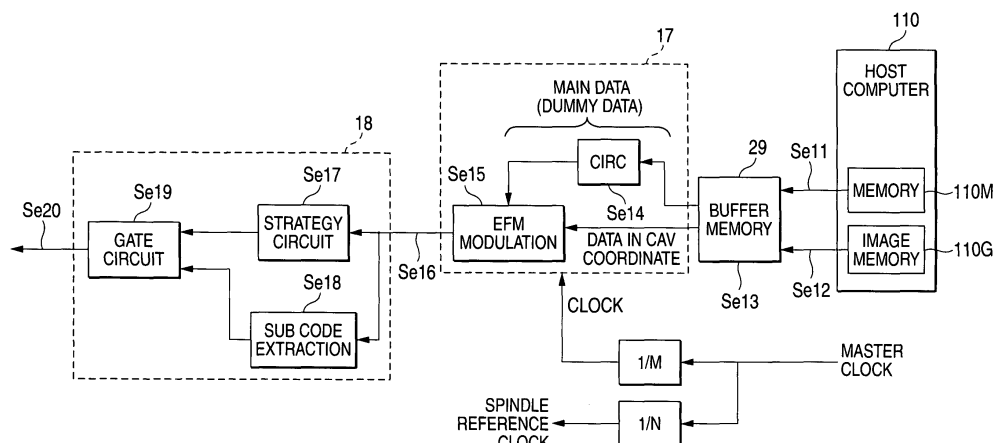 110
HOST
COMPUTER
MEMORY
110M
IMAGE
MEMORY
110G
Se11
Se12
29
BUFFER
MEMORY
Se13
17
MAIN DATA
(DUMMY DATA)
CIRC
Se14
Se15
EFM
MODULATION
DATA IN CAV
COORDINATE
Se16
18
Se17
STRATEGY
CIRCUIT
Se18
SUB CODE
EXTRACTION
Se19
GATE
CIRCUIT
Se20
CLOCK
1/M
MASTER
CLOCK
1/N
SPINDLE
REFERENCE
CLOCK